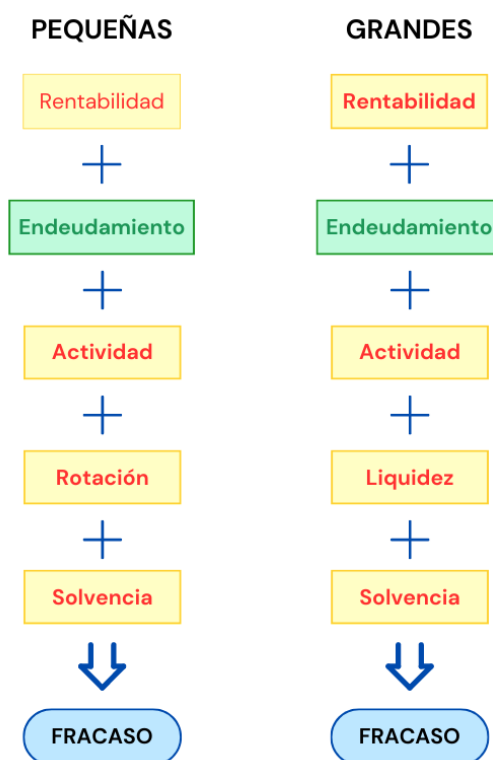 PEQUEÑAS
Rentabilidad
Endeudamiento
Actividad
Rotación
Solvencia
FRACASO
GRANDES
Rentabilidad
Endeudamiento
Actividad
Liquidez
Solvencia
FRACASO